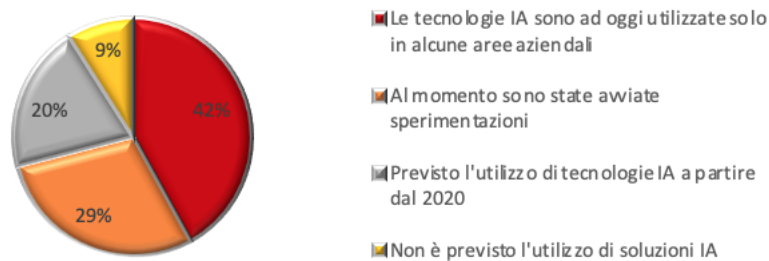 9%
20%
42%
29%
Le tecnologie IA sono ad oggi utilizzate solo
in alcune aree aziendali
Al momento sono state avviate
sperimentazioni
Previsto l'utilizzo di tecnologie IA a partire
dal 2020
Non è previsto l'utilizzo di soluzioni IA